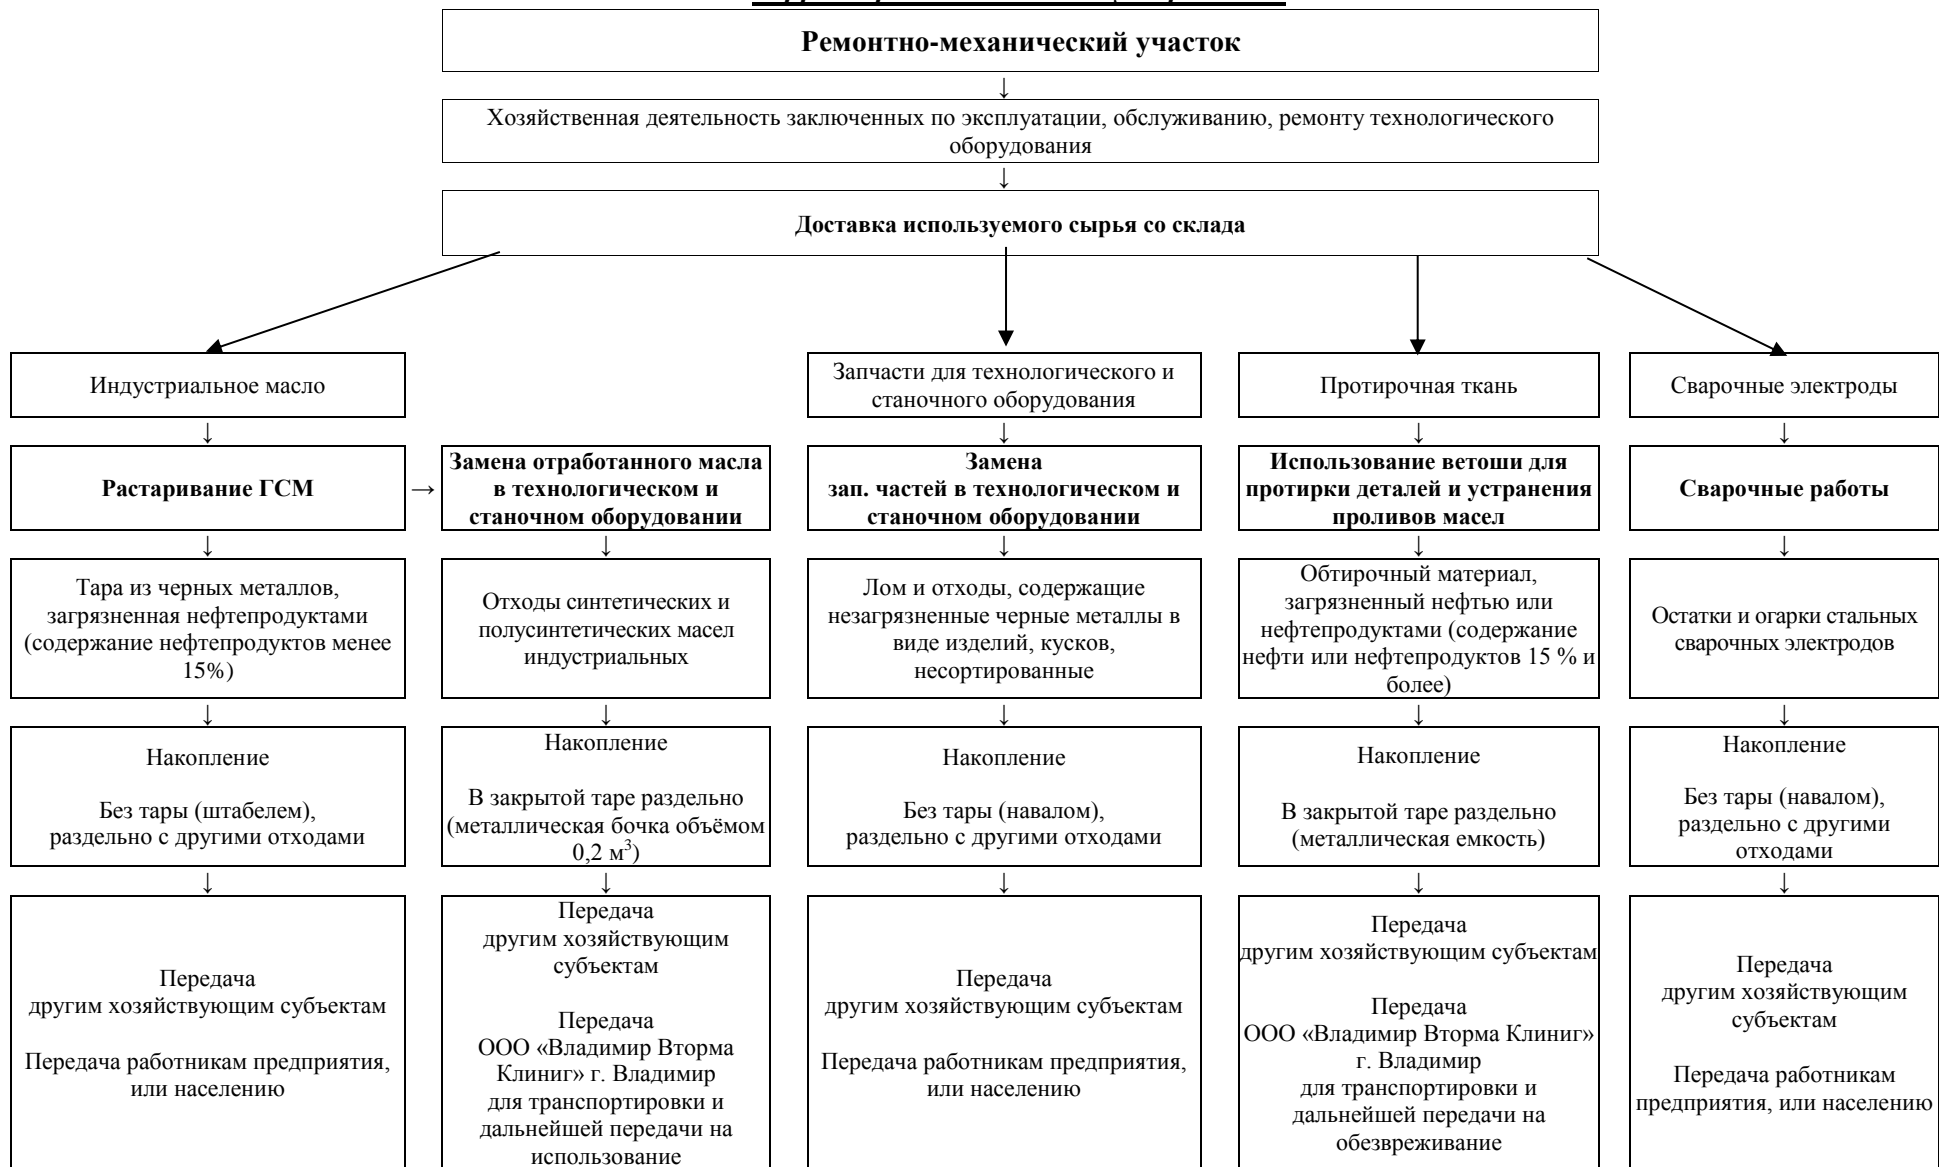 Ремонтно-механический участок
↓
Хозяйственная деятельность заключенных по эксплуатации, обслуживанию, ремонту технологического
оборудования
↓
Доставка используемого сырья со склада
Индустриальное масло
Запчасти для технологического и
станочного оборудования
Протирочная ткань
Сварочные электроды
↓
↓
↓
↓
Растаривание ГСМ
→
Замена отработанного масла
в технологическом и
станочном оборудовании
Замена
зап. частей в технологическом и
станочном оборудовании
Использование ветоши для
протирки деталей и устранения
проливов масел
Сварочные работы
↓
↓
↓
↓
↓
Тара из черных металлов,
загрязненная нефтепродуктами
(содержание нефтепродуктов менее
15%)
Отходы синтетических и
полусинтетических масел
индустриальных
Лом и отходы, содержащие
незагрязненные черные металлы в
виде изделий, кусков,
несортированные
Обтирочный материал,
загрязненный нефтью или
нефтепродуктами (содержание
нефти или нефтепродуктов 15 % и
более)
Остатки и огарки стальных
сварочных электродов
↓
↓
↓
↓
↓
Накопление
Без тары (штабелем),
раздельно с другими отходами
Накопление
В закрытой таре раздельно
(металлическая бочка объёмом
0,2 м³)
Накопление
Без тары (навалом),
раздельно с другими отходами
Накопление
В закрытой таре раздельно
(металлическая емкость)
Накопление
Без тары (навалом),
раздельно с другими
отходами
↓
↓
↓
↓
↓
Передача
другим хозяйствующим субъектам
Передача работникам предприятия,
или населению
Передача
другим хозяйствующим
субъектам
Передача
ООО «Владимир Вторма
Клиниг» г. Владимир
для транспортировки и
дальнейшей передачи на
использование
Передача
другим хозяйствующим субъектам
Передача работникам предприятия,
или населению
Передача
другим хозяйствующим субъектам
Передача
ООО «Владимир Вторма Клиниг»
г. Владимир
для транспортировки и
дальнейшей передачи на
обезвреживание
Передача
другим хозяйствующим
субъектам
Передача работникам
предприятия, или населению